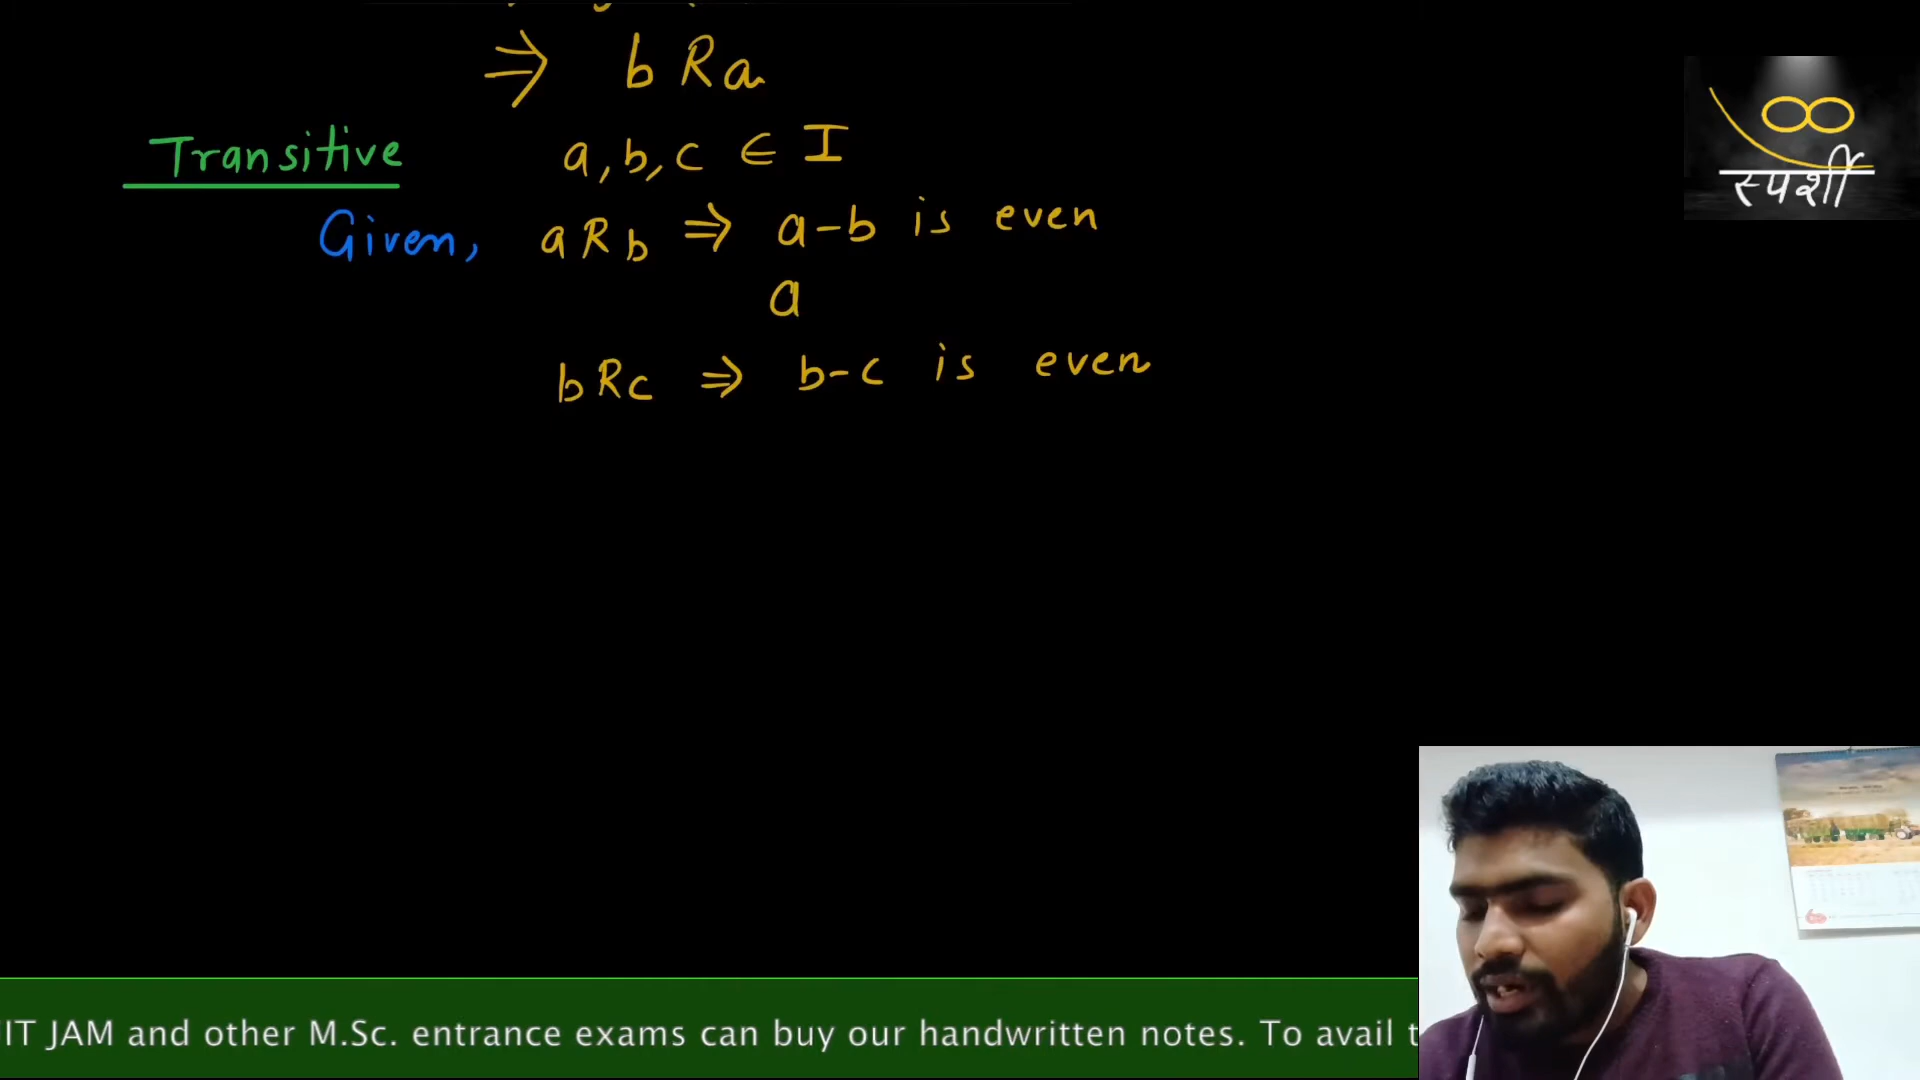 ⇒ b R a
Transitive a, b, c ∈ I
Given, a R b ⇒ a-b is even
a
b R c ⇒ b-c is even
स्पर्शी
IT JAM and other M.Sc. entrance exams can buy our handwritten notes. To avail t